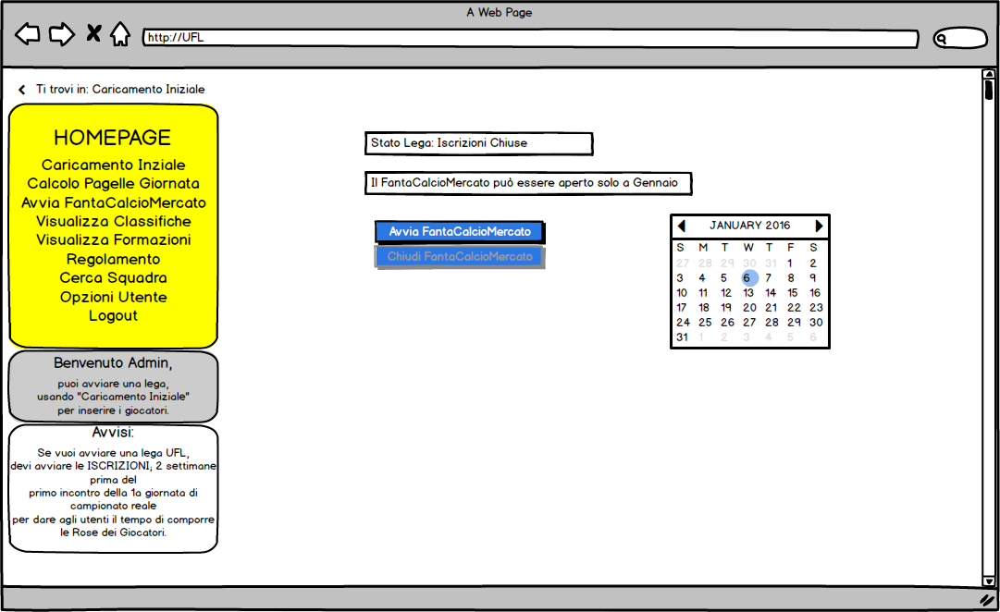 A Web Page
http://UFL
Ti trovi in: Caricamento Iniziale
HOMEPAGE
Caricamento Inziale
Calcolo Pagelle Giornata
Avvia FantaCalcioMercato
Visualizza Classifiche
Visualizza Formazioni
Regolamento
Cerca Squadra
Opzioni Utente
Logout
Benvenuto Admin,
puoi avviare una lega,
usando "Caricamento Iniziale"
per inserire i giocatori.
Avvisi:
Se vuoi avviare una lega UFL,
devi avviare le ISCRIZIONI; 2 settimane
prima del
primo incontro della 1a giornata di
campionato reale
per dare agli utenti il tempo di comporre
le Rose dei Giocatori.
Stato Lega: Iscrizioni Chiuse
Il FantaCalcioMercato può essere aperto solo a Gennaio
Avvia FantaCalcioMercato
Chiudi FantaCalcioMercato
JANUARY 2016
S M T W T F S
27 28 29 30 31 1 2
3 4 5 6 7 8 9
10 11 12 13 14 15 16
17 18 19 20 21 22 23
24 25 26 27 28 29 30
31 1 2 3 4 5 6